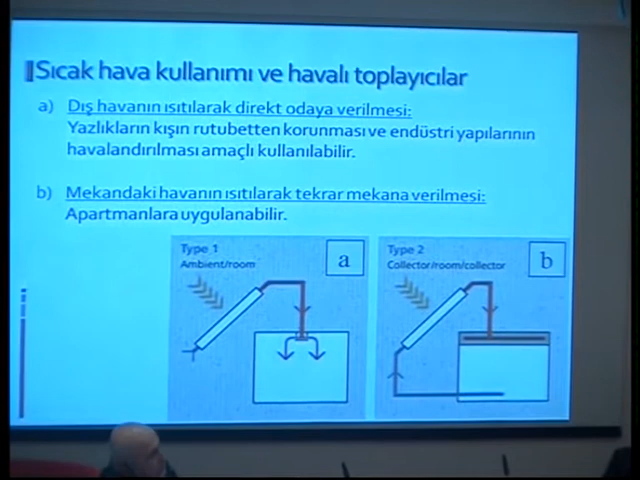 Sıcak hava kullanımı ve havalı toplayıcılar
a) Dış havanın ısıtılarak direkt odaya verilmesi:
Yazlıkların kışın rutubetten korunması ve endüstri yapılarının
havalandırılması amaçlı kullanılabilir.
b) Mekandaki havanın ısıtılarak tekrar mekana verilmesi:
Apartmanlara uygulanabilir.
Type 1
Ambient/room
a
Type 2
Collector/room/collector
b